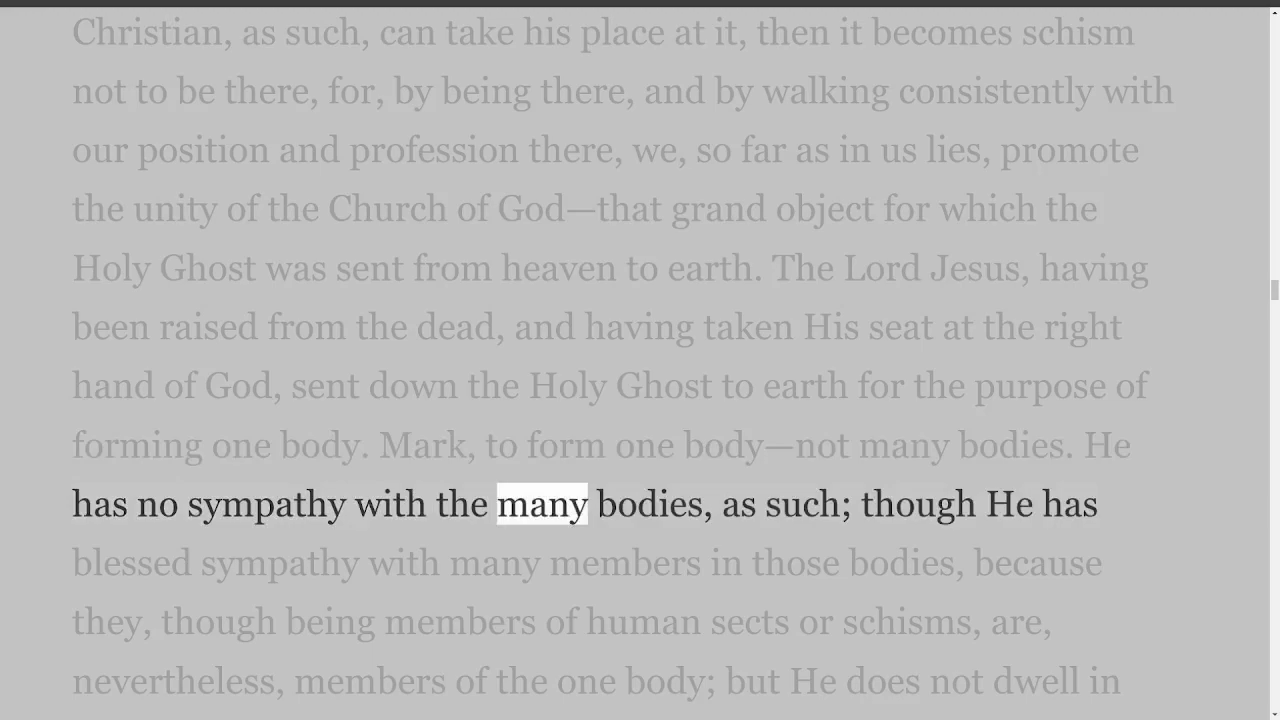 Christian, as such, can take his place at it, then it becomes schism
not to be there, for, by being there, and by walking consistently with
our position and profession there, we, so far as in us lies, promote
the unity of the Church of God—that grand object for which the
Holy Ghost was sent from heaven to earth. The Lord Jesus, having
been raised from the dead, and having taken His seat at the right
hand of God, sent down the Holy Ghost to earth for the purpose of
forming one body. Mark, to form one body—not many bodies. He
has no sympathy with the many bodies, as such; though He has
blessed sympathy with many members in those bodies, because
they, though being members of human sects or schisms, are,
nevertheless, members of the one body; but He does not dwell in